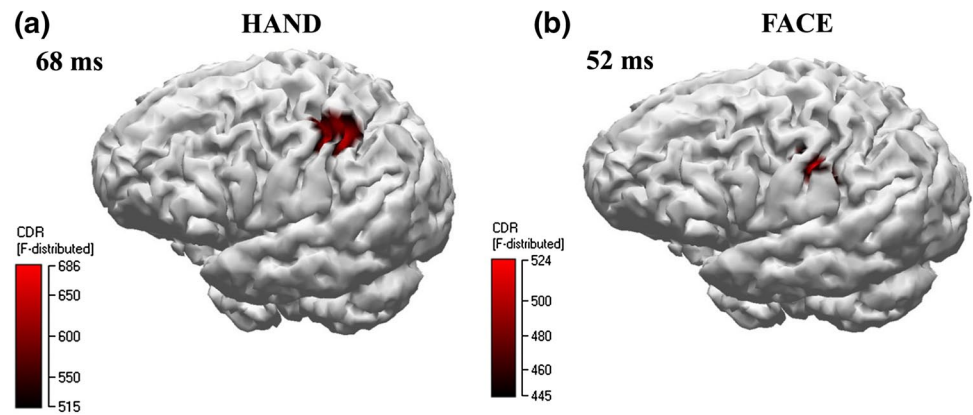 (a) HAND
68 ms
CDR
[F-distributed]
686
650
600
550
515
(b) FACE
52 ms
CDR
[F-distributed]
524
500
480
460
445